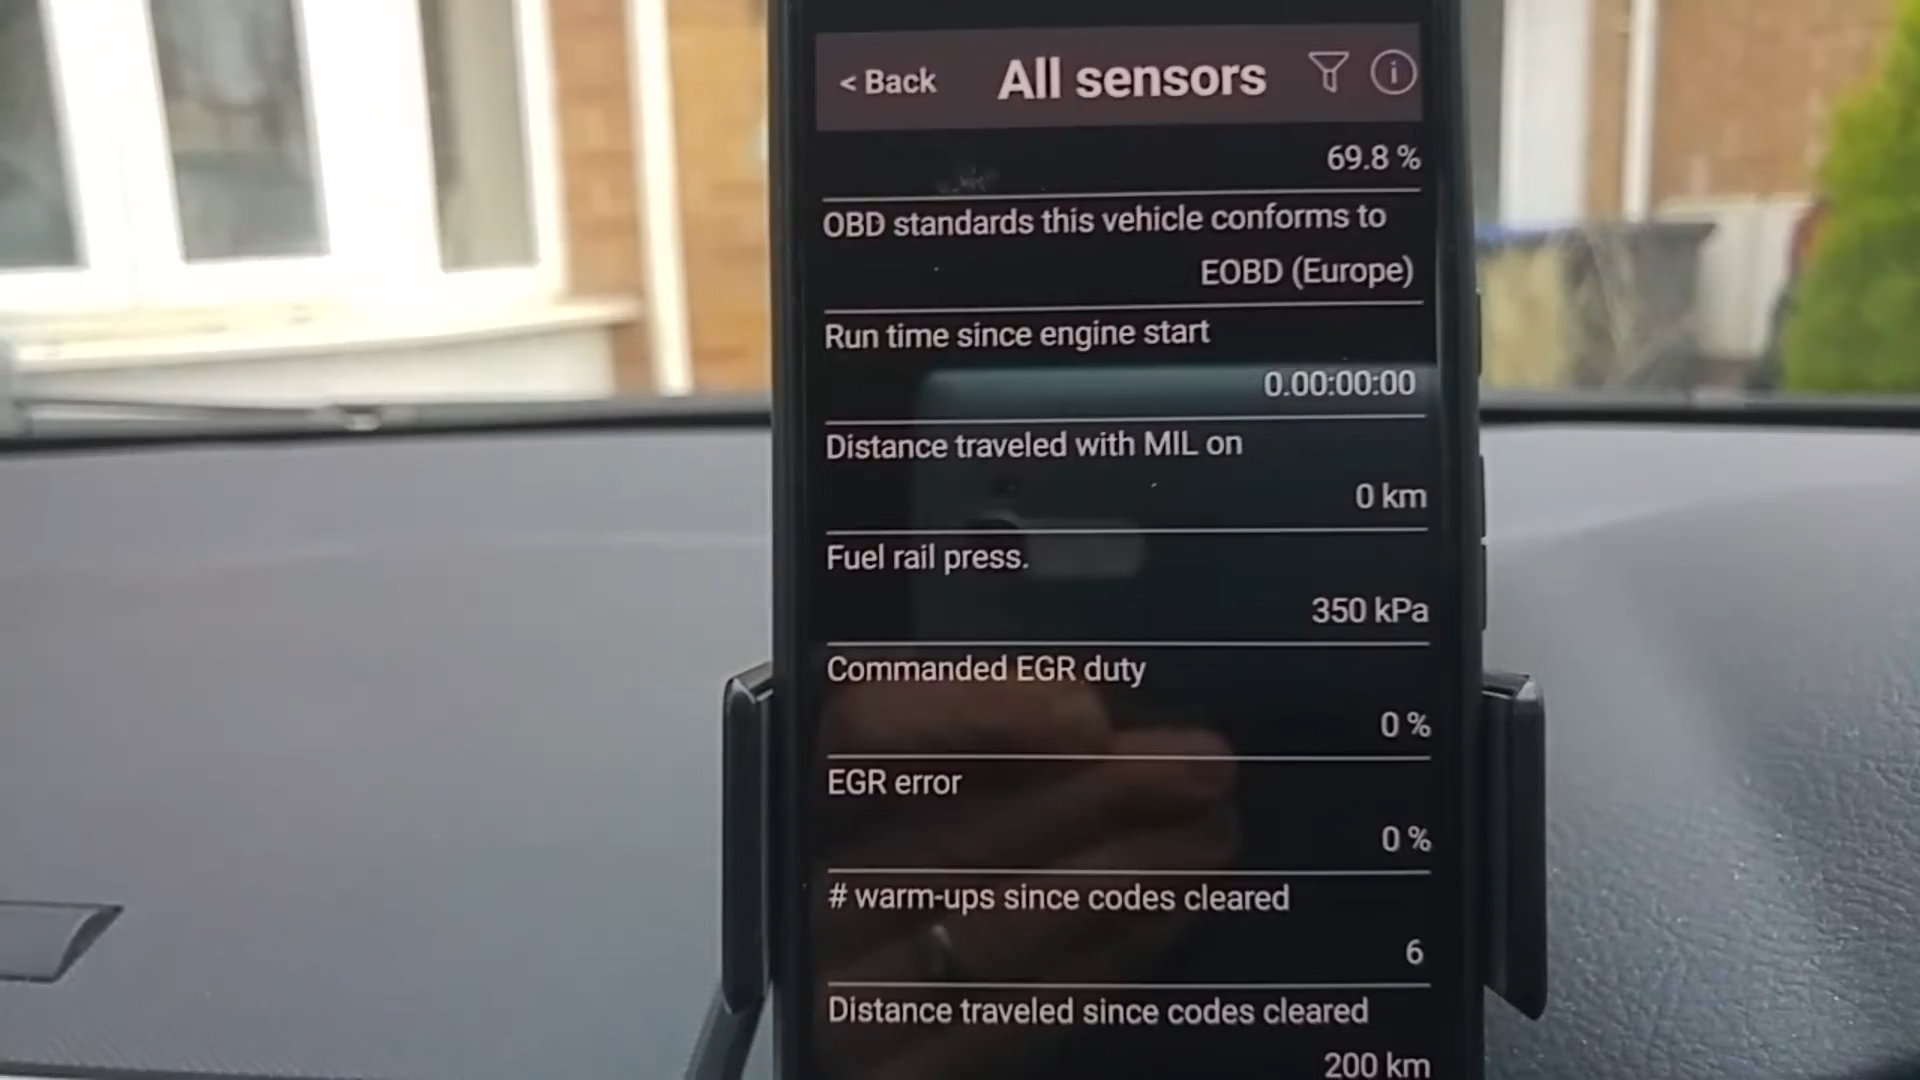 < Back All sensors
69.8 %
OBD standards this vehicle conforms to
EOBD (Europe)
Run time since engine start
0.00:00:00
Distance traveled with MIL on
0 km
Fuel rail press.
350 kPa
Commanded EGR duty
0 %
EGR error
0 %
# warm-ups since codes cleared
6
Distance traveled since codes cleared
200 km